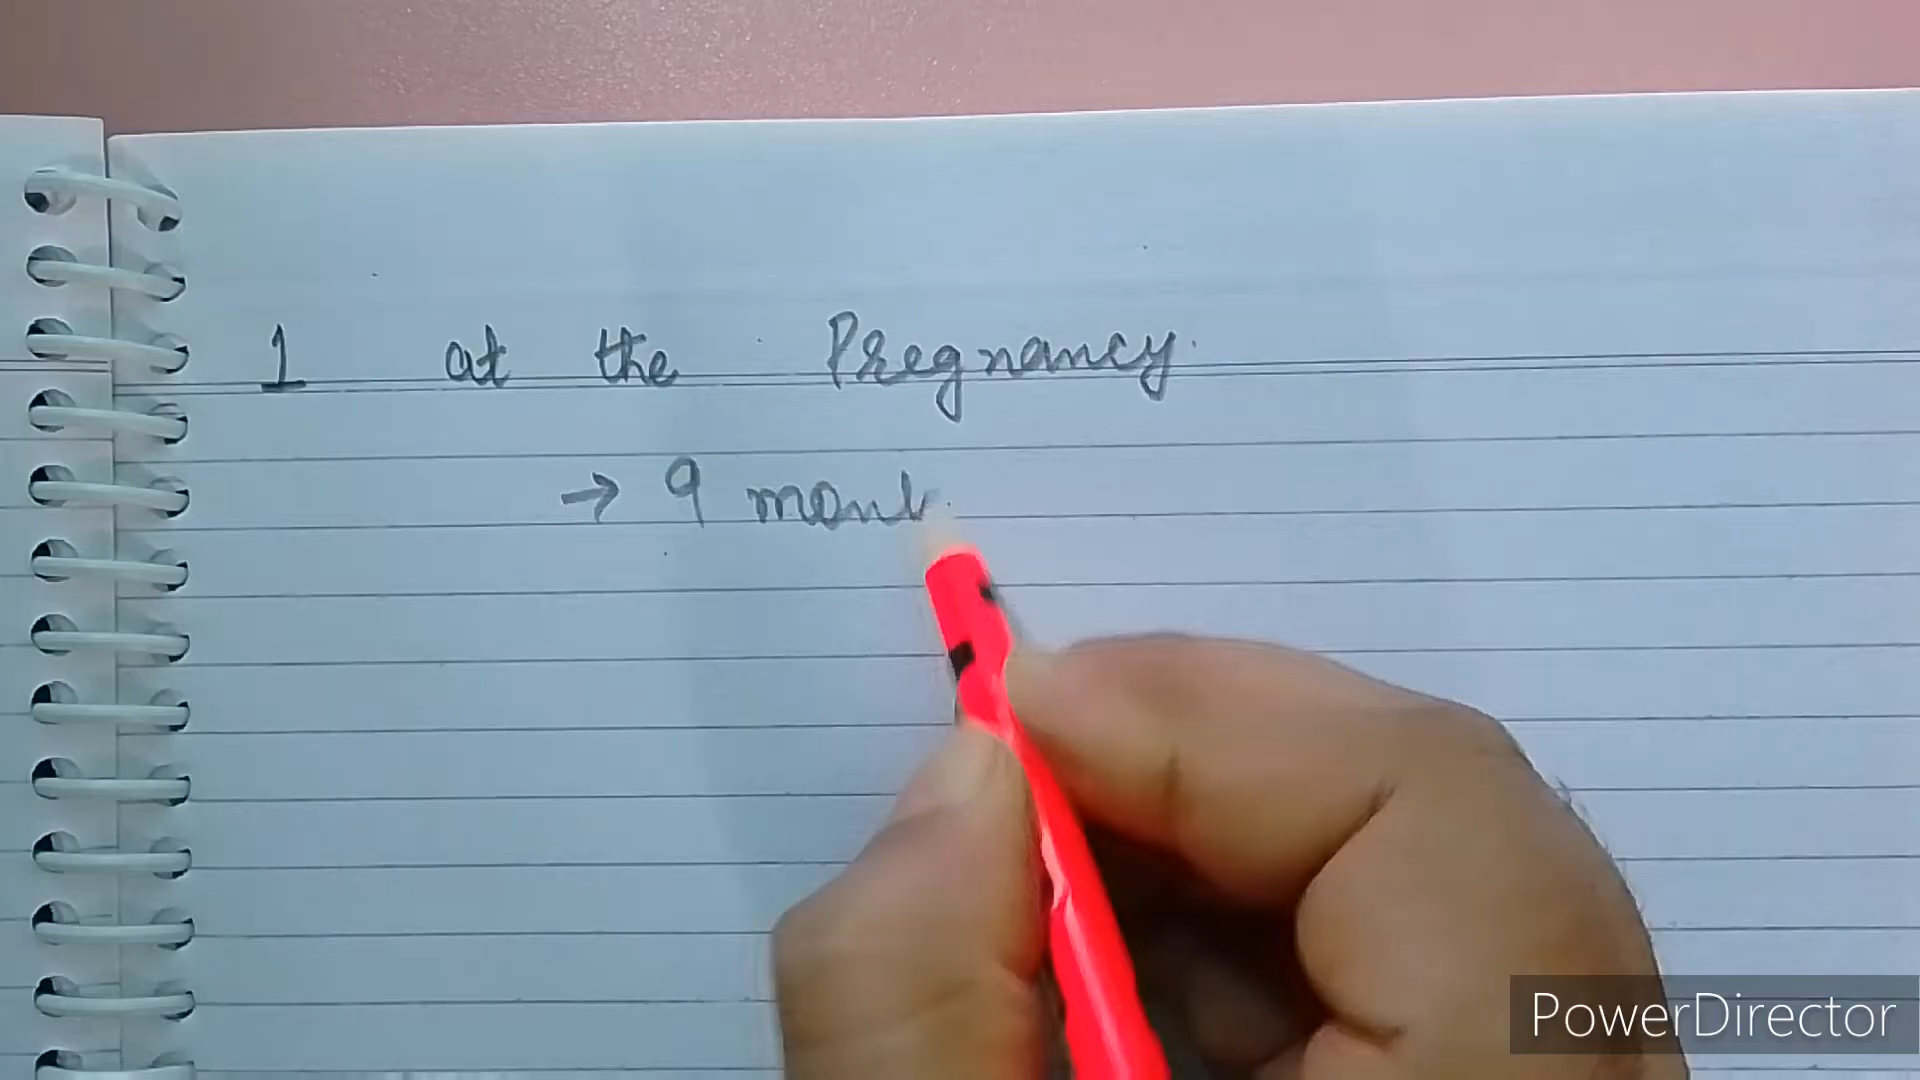 1 at the Pregnancy.
→ 9 mont
PowerDirector